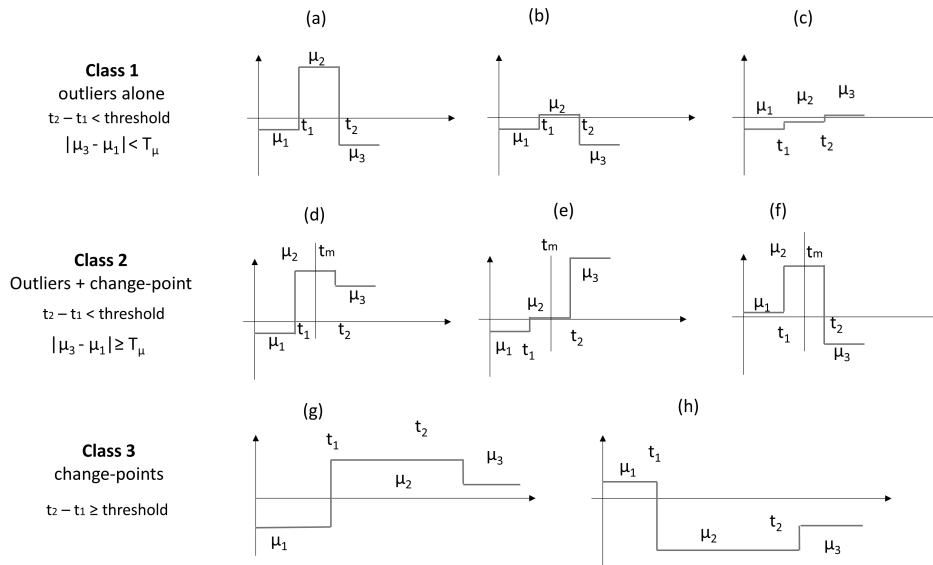 (a)
(b)
(c)
Class 1
outliers alone
t2 – t1 < threshold
|μ3 - μ1| < Tμ
μ2
t1
t2
μ1
μ3
μ2
t1
t2
μ1
μ3
μ1
μ2
μ3
t1
t2
(d)
(e)
(f)
Class 2
Outliers + change-point
t2 – t1 < threshold
|μ3 - μ1| ≥ Tμ
μ2
tm
μ3
t1
t2
μ1
tm
μ3
μ2
μ1
t1
t2
μ2
tm
μ1
t1
t2
μ3
(g)
(h)
Class 3
change-points
t2 – t1 ≥ threshold
t1
t2
μ3
μ2
μ1
t1
μ1
t2
μ2
μ3